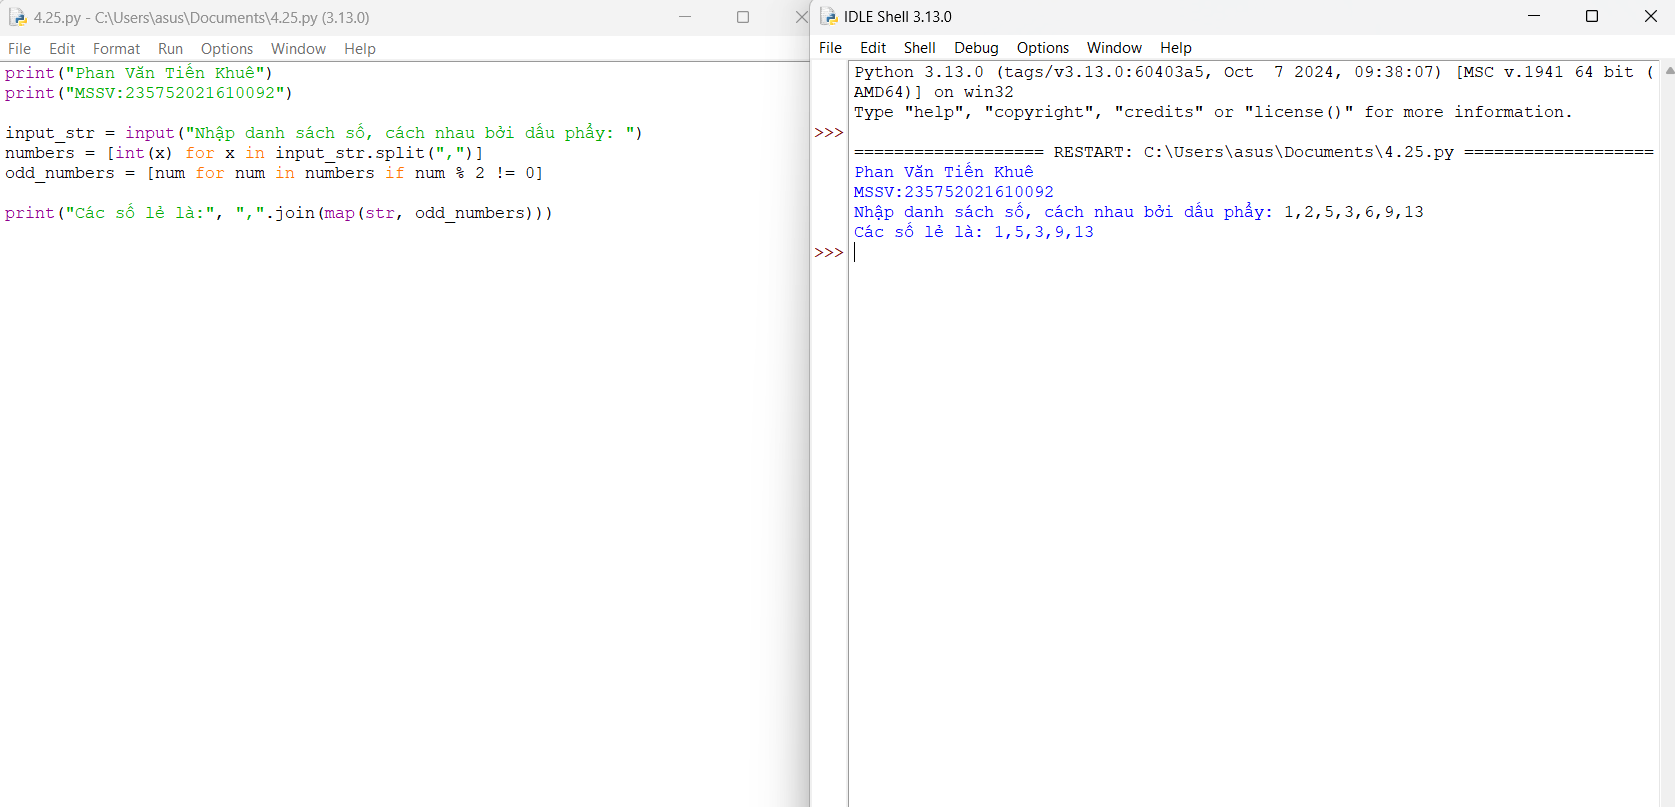 4.25.py - C:\Users\asus\Documents\4.25.py (3.13.0)
File Edit Format Run Options Window Help
print("Phan Văn Tiến Khuê")
print("MSSV:235752021610092")
input_str = input("Nhập danh sách số, cách nhau bởi dấu phẩy: ")
numbers = [int(x) for x in input_str.split(",")]
odd_numbers = [num for num in numbers if num % 2 != 0]
print("Các số lẻ là:", ",".join(map(str, odd_numbers)))
IDLE Shell 3.13.0
File Edit Shell Debug Options Window Help
Python 3.13.0 (tags/v3.13.0:60403a5, Oct  7 2024, 09:38:07) [MSC v.1941 64 bit (
AMD64)] on win32
Type "help", "copyright", "credits" or "license()" for more information.
>>>
=================== RESTART: C:\Users\asus\Documents\4.25.py ===================
Phan Văn Tiến Khuê
MSSV:235752021610092
Nhập danh sách số, cách nhau bởi dấu phẩy: 1,2,5,3,6,9,13
Các số lẻ là: 1,5,3,9,13
>>>